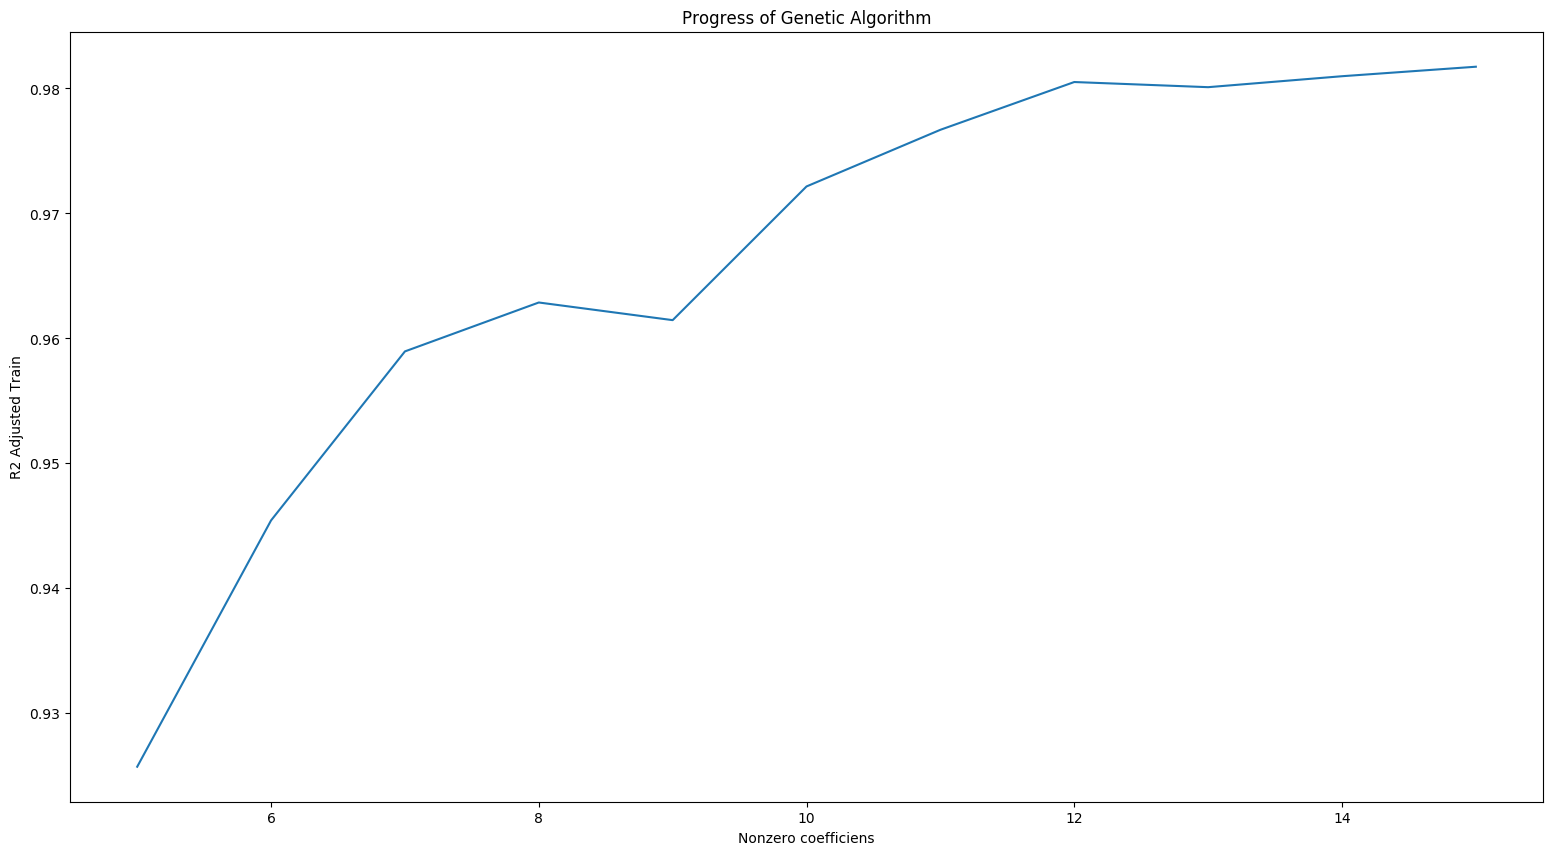 Progress of Genetic Algorithm
R2 Adjusted Train
0.98
0.97
0.96
0.95
0.94
0.93
6 8 10 12 14
Nonzero coefficiens